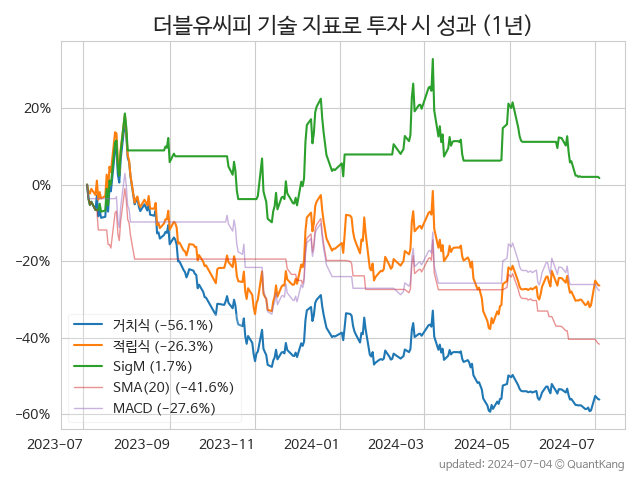 더블유씨피 기술 지표로 투자 시 성과 (1년)
20%
0%
−20%
−40%
−60%
거치식 (−56.1%)
적립식 (−26.3%)
SigM (1.7%)
SMA(20) (−41.6%)
MACD (−27.6%)
2023-07 2023-09 2023-11 2024-01 2024-03 2024-05 2024-07
updated: 2024-07-04 © QuantKang